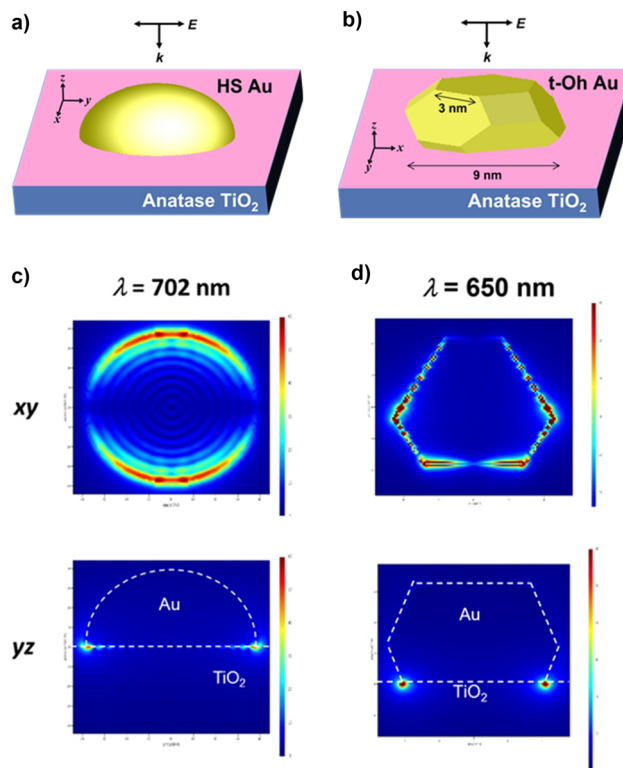 a)
E
k
HS Au
z
y
x
Anatase TiO2
b)
E
k
t-Oh Au
3 nm
z
x
y
9 nm
Anatase TiO2
c)
λ = 702 nm
d)
λ = 650 nm
xy
yz
Au
TiO2
Au
TiO2